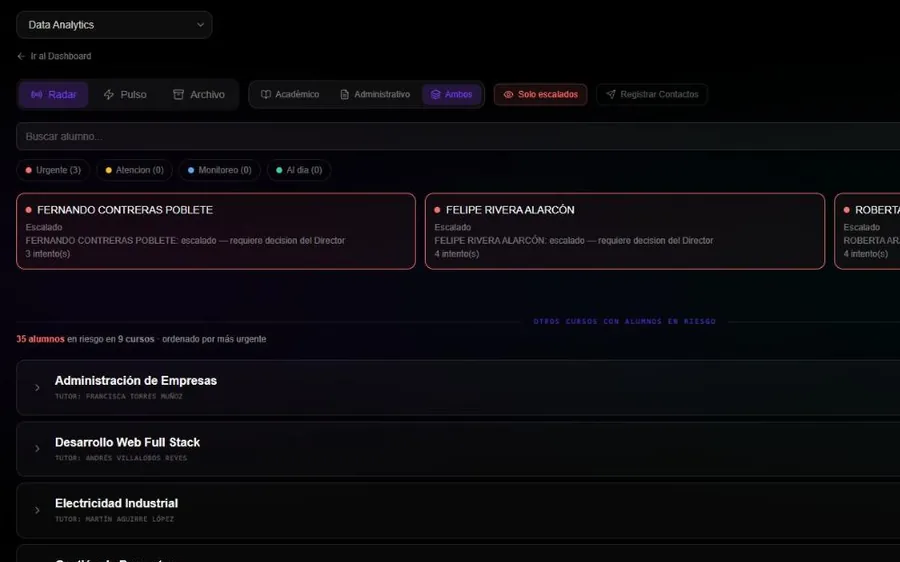 Data Analytics
Ir al Dashboard
Radar Pulso Archivo Académico Administrativo Ambos Solo escalados Registrar Contactos
Buscar alumno...
Urgente (3) Atencion (0) Monitoreo (0) Al dia (0)
FERNANDO CONTRERAS POBLETE
Escalado
FERNANDO CONTRERAS POBLETE: escalado — requiere decision del Director
3 intento(s)
FELIPE RIVERA ALARCÓN
Escalado
FELIPE RIVERA ALARCÓN: escalado — requiere decision del Director
4 intento(s)
ROBERTA
Escalado
ROBERTA AR
4 intento(s)
OTROS CURSOS CON ALUMNOS EN RIESGO
35 alumnos en riesgo en 9 cursos · ordenado por más urgente
Administración de Empresas
TUTOR: FRANCISCA TORRES MUÑOZ
Desarrollo Web Full Stack
TUTOR: ANDRÉS VILLALOBOS REYES
Electricidad Industrial
TUTOR: MARTÍN AGUIRRE LÓPEZ